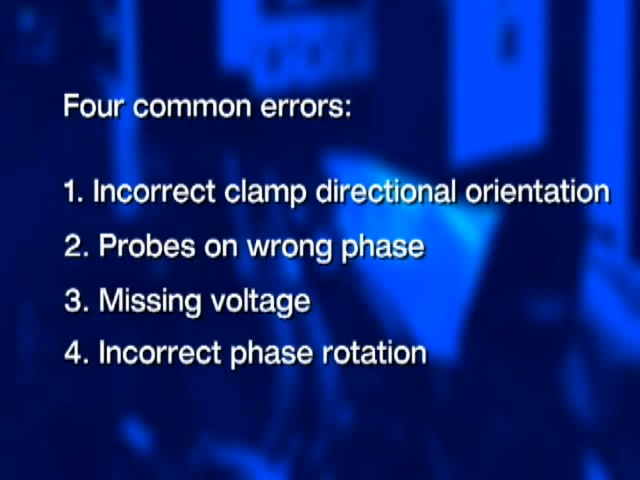 Four common errors:
1. Incorrect clamp directional orientation
2. Probes on wrong phase
3. Missing voltage
4. Incorrect phase rotation